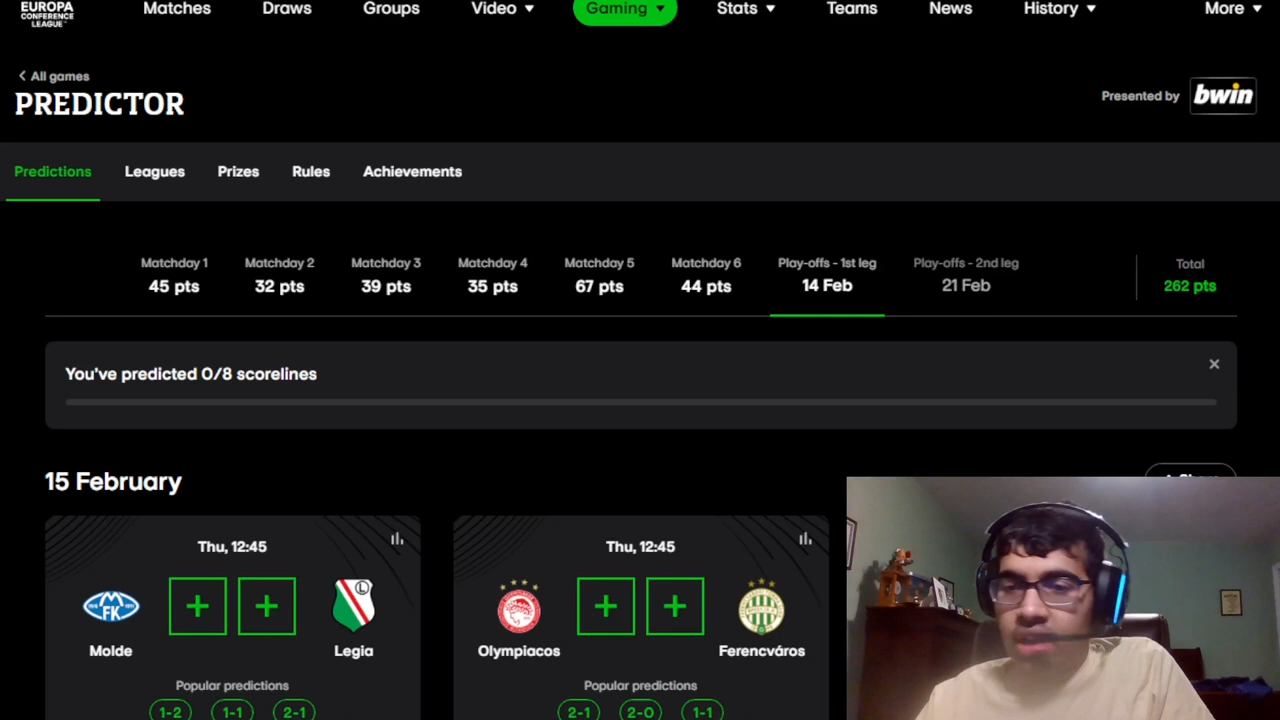 EUROPA
CONFERENCE
LEAGUE
Matches Draws Groups Video Gaming Stats Teams News History More
All games
PREDICTOR
Presented by bwin
Predictions Leagues Prizes Rules Achievements
Matchday 1 Matchday 2 Matchday 3 Matchday 4 Matchday 5 Matchday 6 Play-offs - 1st leg Play-offs - 2nd leg Total
45 pts 32 pts 39 pts 35 pts 67 pts 44 pts 14 Feb 21 Feb 262 pts
You've predicted 0/8 scorelines
15 February
Thu, 12:45 Thu, 12:45
Molde Legia Olympiacos Ferencváros
Popular predictions Popular predictions
1-2 1-1 2-1 2-1 2-0 1-1